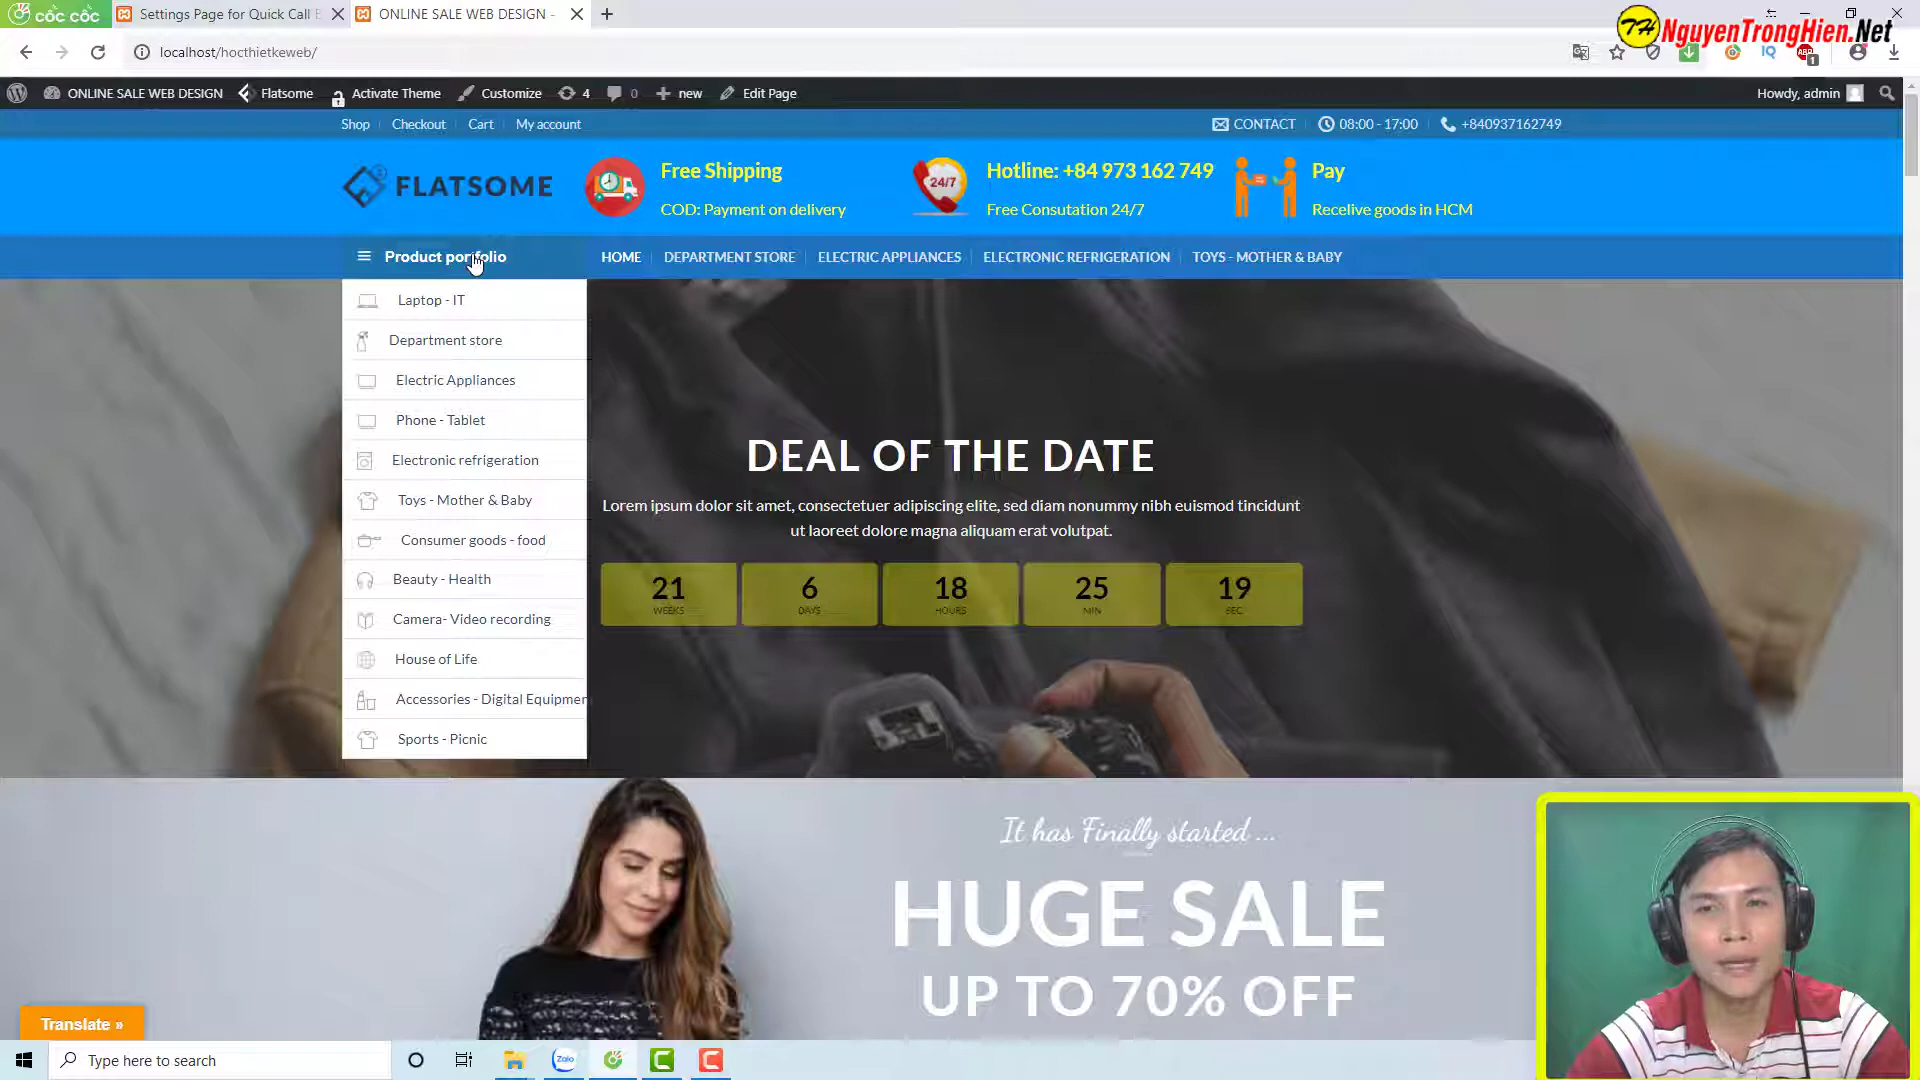 cốc cốc
Settings Page for Quick Call B
ONLINE SALE WEB DESIGN -
NguyenTrongHien.Net
localhost/hocthietkeweb/
ONLINE SALE WEB DESIGN
Flatsome
Activate Theme
Customize
4
0
new
Edit Page
Howdy, admin
Shop
Checkout
Cart
My account
CONTACT
08:00 - 17:00
+840937162749
FLATSOME
Free Shipping
COD: Payment on delivery
24/7
Hotline: +84 973 162 749
Free Consutation 24/7
Pay
Recelive goods in HCM
Product portfolio
HOME
DEPARTMENT STORE
ELECTRIC APPLIANCES
ELECTRONIC REFRIGERATION
TOYS - MOTHER & BABY
Laptop - IT
Department store
Electric Appliances
Phone - Tablet
Electronic refrigeration
Toys - Mother & Baby
Consumer goods - food
Beauty - Health
Camera- Video recording
House of Life
Accessories - Digital Equipmen
Sports - Picnic
DEAL OF THE DATE
Lorem ipsum dolor sit amet, consectetuer adipiscing elite, sed diam nonummy nibh euismod tincidunt
ut laoreet dolore magna aliquam erat volutpat.
21 WEEKS
6 DAYS
18 HOURS
25 MIN
19 SEC
It has Finally started ...
HUGE SALE
UP TO 70% OFF
Translate »
Type here to search
Zalo